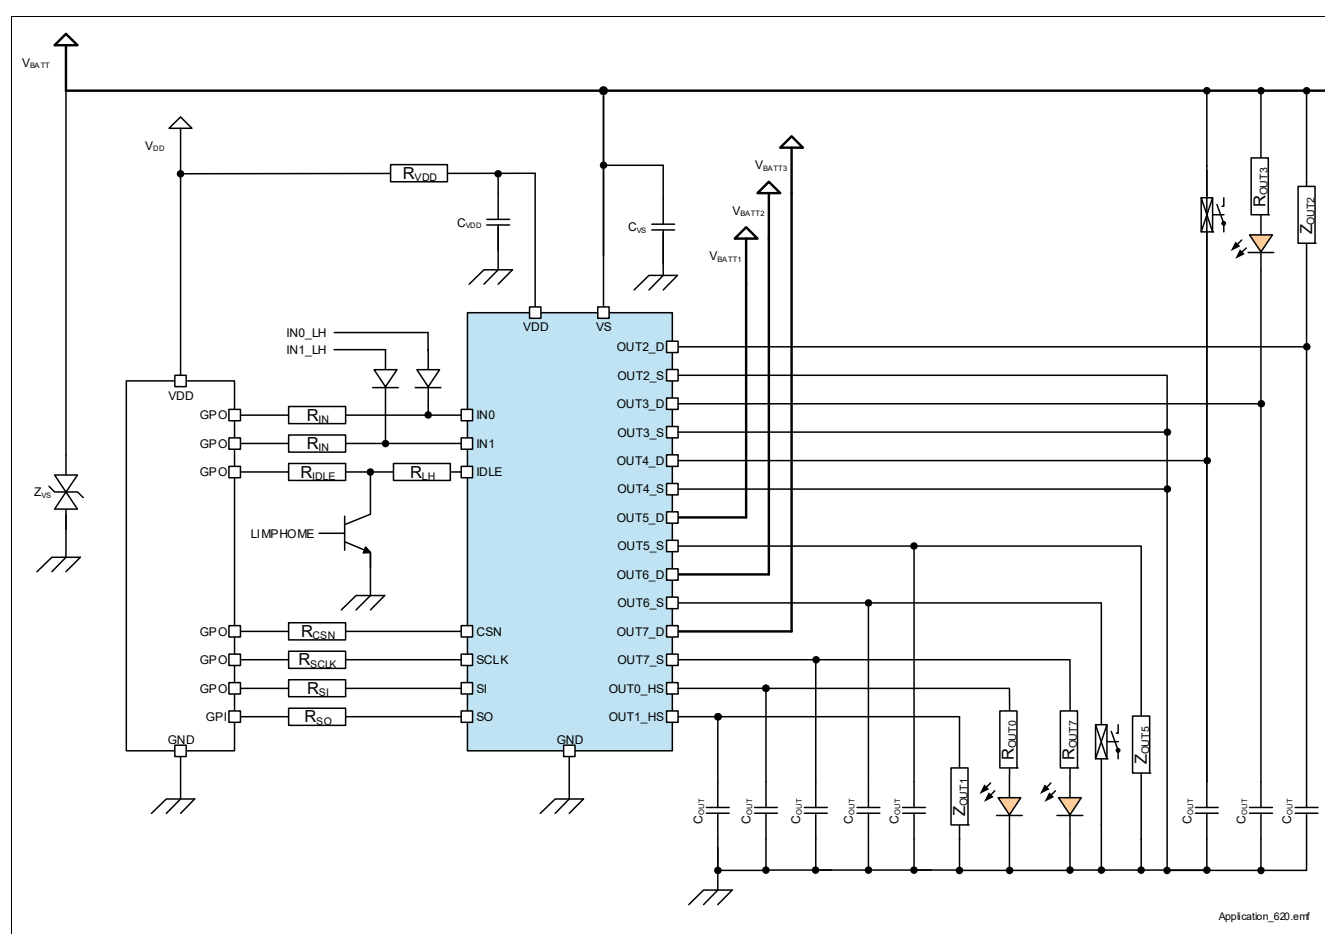 VBATT
VDD
RVDD
CVDD
CVS
VBATT3
VBATT2
VBATT1
ROUT3
ZOUT2
IN0_LH
IN1_LH
VDD
VDD
VS
GPO
RIN
IN0
GPO
RIN
IN1
GPO
RIDLE
RLH
IDLE
ZVS
LIMPHOME
GPO
RCSN
CSN
GPO
RSCLK
SCLK
GPO
RSI
SI
GPI
RSO
SO
GND
GND
OUT2_D
OUT2_S
OUT3_D
OUT3_S
OUT4_D
OUT4_S
OUT5_D
OUT5_S
OUT6_D
OUT6_S
OUT7_D
OUT7_S
OUT0_HS
OUT1_HS
ROUT0
ROUT7
ZOUT5
ZOUT1
COUT
COUT
COUT
COUT
COUT
COUT
COUT
COUT
Application_620.emf